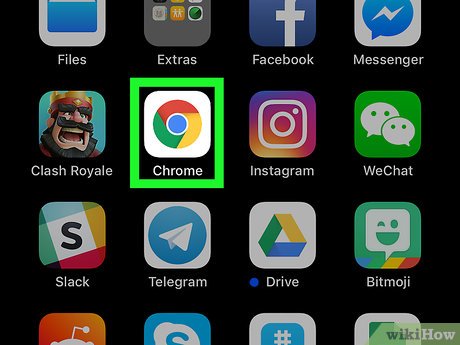 Files
Extras
Facebook
Messenger
Clash Royale
Chrome
Instagram
WeChat
Slack
Telegram
Drive
Bitmoji
wikiHow